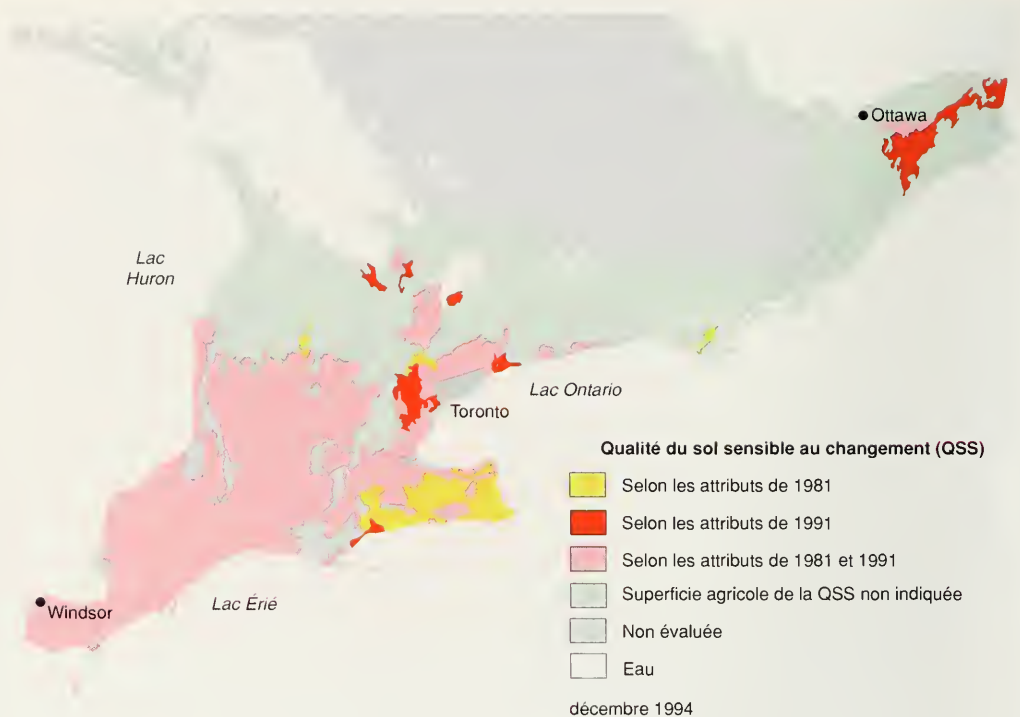 Ottawa
Lac
Huron
Lac Ontario
Toronto
Qualité du sol sensible au changement (QSS)
Selon les attributs de 1981
Selon les attributs de 1991
Selon les attributs de 1981 et 1991
Superficie agricole de la QSS non indiquée
Windsor
Lac Érié
Non évaluée
Eau
décembre 1994